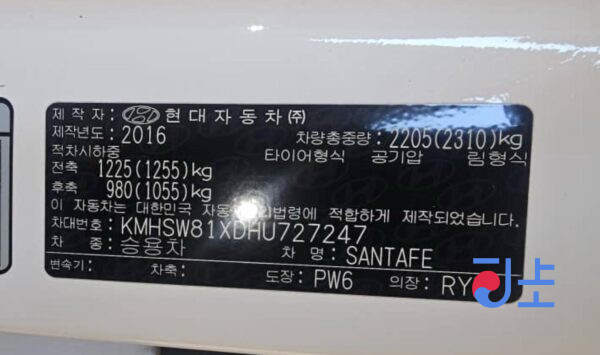 제 작 자: 현대자동차㈜
제작년도: 2016 차량총중량: 2205(2310)kg
적차시하중 타이어형식 공기압 림형식
전축 1225(1255)kg
후축 980(1055)kg
이 자동차는 대한민국 법령에 적합하게 제작되었습니다.
차대번호: KMHSW81XDHU727247
차 종: 승용차 차 명: SANTAFE
변속기: 차축: 도장: PW6 의장: RY